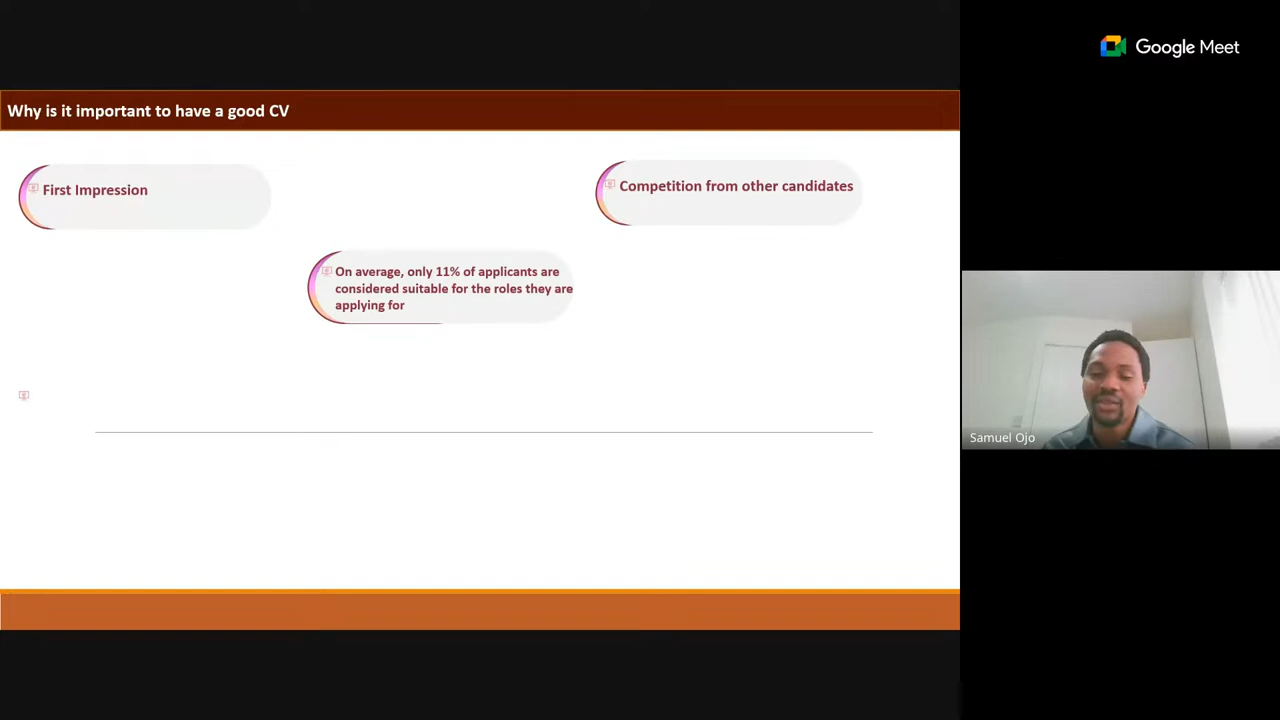 Google Meet
Why is it important to have a good CV
First Impression
Competition from other candidates
On average, only 11% of applicants are
considered suitable for the roles they are
applying for
Samuel Ojo